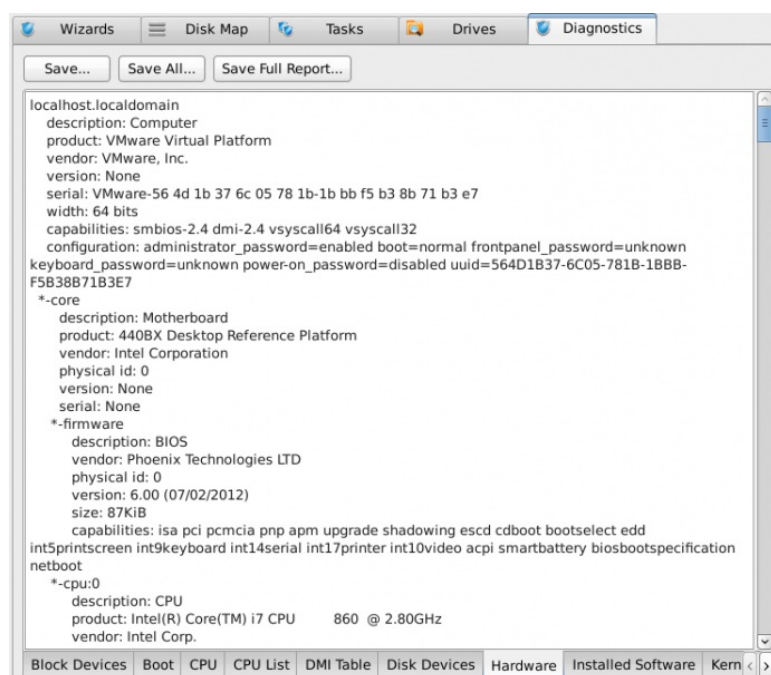 Wizards Disk Map Tasks Drives Diagnostics
Save... Save All... Save Full Report...
localhost.localdomain
description: Computer
product: VMware Virtual Platform
vendor: VMware, Inc.
version: None
serial: VMware-56 4d 1b 37 6c 05 78 1b-1b bb f5 b3 8b 71 b3 e7
width: 64 bits
capabilities: smbios-2.4 dmi-2.4 vsyscall64 vsyscall32
configuration: administrator_password=enabled boot=normal frontpanel_password=unknown
keyboard_password=unknown power-on_password=disabled uuid=564D1B37-6C05-781B-1BBB-
F5B38B71B3E7
*-core
description: Motherboard
product: 440BX Desktop Reference Platform
vendor: Intel Corporation
physical id: 0
version: None
serial: None
*-firmware
description: BIOS
vendor: Phoenix Technologies LTD
physical id: 0
version: 6.00 (07/02/2012)
size: 87KiB
capabilities: isa pci pcmcia pnp apm upgrade shadowing escd cdboot bootselect edd
int5printscreen int9keyboard int14serial int17printer int10video acpi smartbattery biosbootspecification
netboot
*-cpu:0
description: CPU
product: Intel(R) Core(TM) i7 CPU 860 @ 2.80GHz
vendor: Intel Corp.
Block Devices Boot CPU CPU List DMI Table Disk Devices Hardware Installed Software Kern